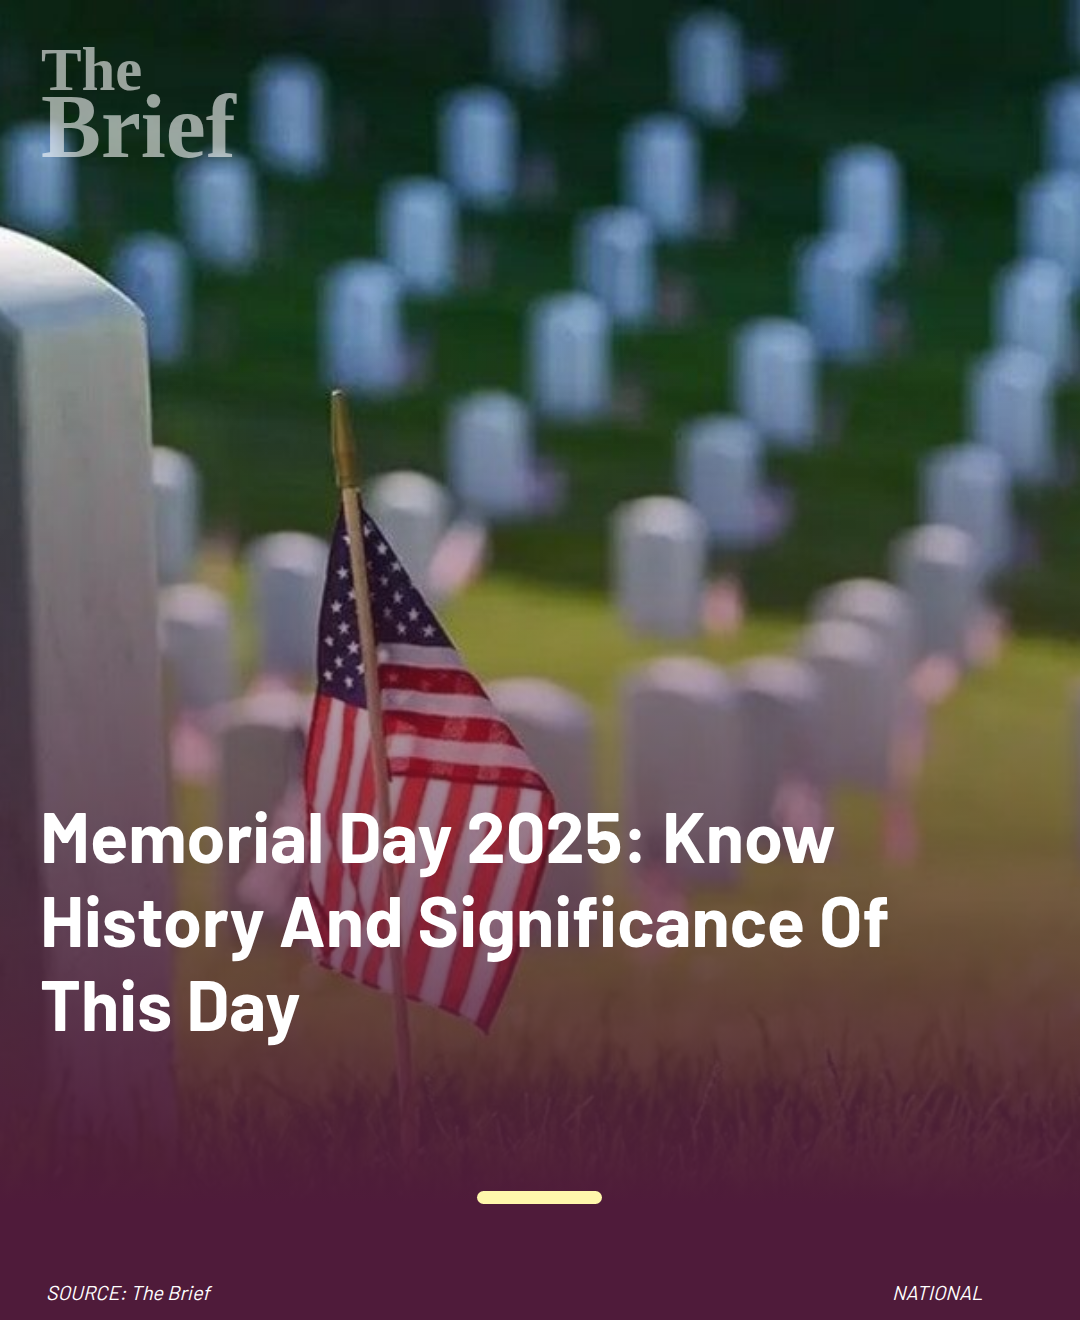 The
Brief
Memorial Day 2025: Know
History And Significance Of
This Day
SOURCE: The Brief
NATIONAL